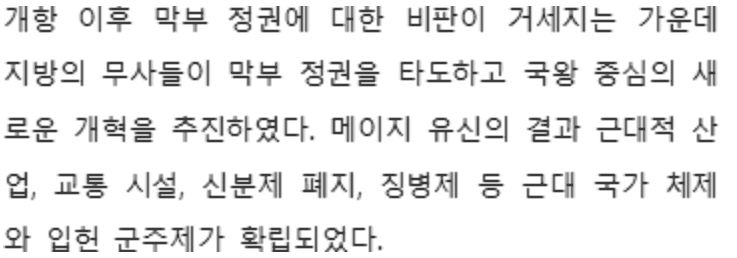 개항 이후 막부 정권에 대한 비판이 거세지는 가운데
지방의 무사들이 막부 정권을 타도하고 국왕 중심의 새
로운 개혁을 추진하였다. 메이지 유신의 결과 근대적 산
업, 교통 시설, 신분제 폐지, 징병제 등 근대 국가 체제
와 입헌 군주제가 확립되었다.